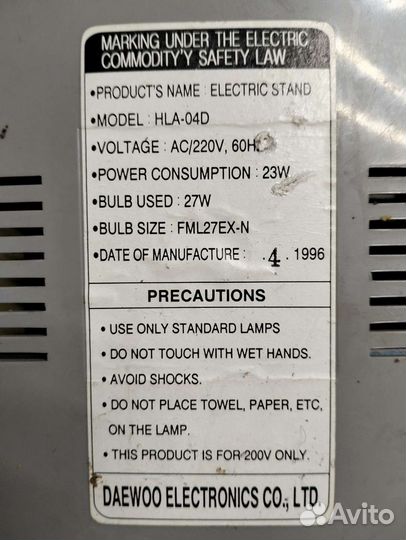 MARKING UNDER THE ELECTRIC
COMMODITY'Y SAFETY LAW
•PRODUCT'S NAME : ELECTRIC STAND
•MODEL : HLA-04D
•VOLTAGE : AC/220V, 60Hz
•POWER CONSUMPTION : 23W
•BULB USED : 27W
•BULB SIZE : FML27EX-N
•DATE OF MANUFACTURE : .4 . 1996
PRECAUTIONS
• USE ONLY STANDARD LAMPS
• DO NOT TOUCH WITH WET HANDS.
• AVOID SHOCKS.
• DO NOT PLACE TOWEL, PAPER, ETC,
ON THE LAMP.
• THIS PRODUCT IS FOR 200V ONLY.
DAEWOO ELECTRONICS CO., LTD
Avito